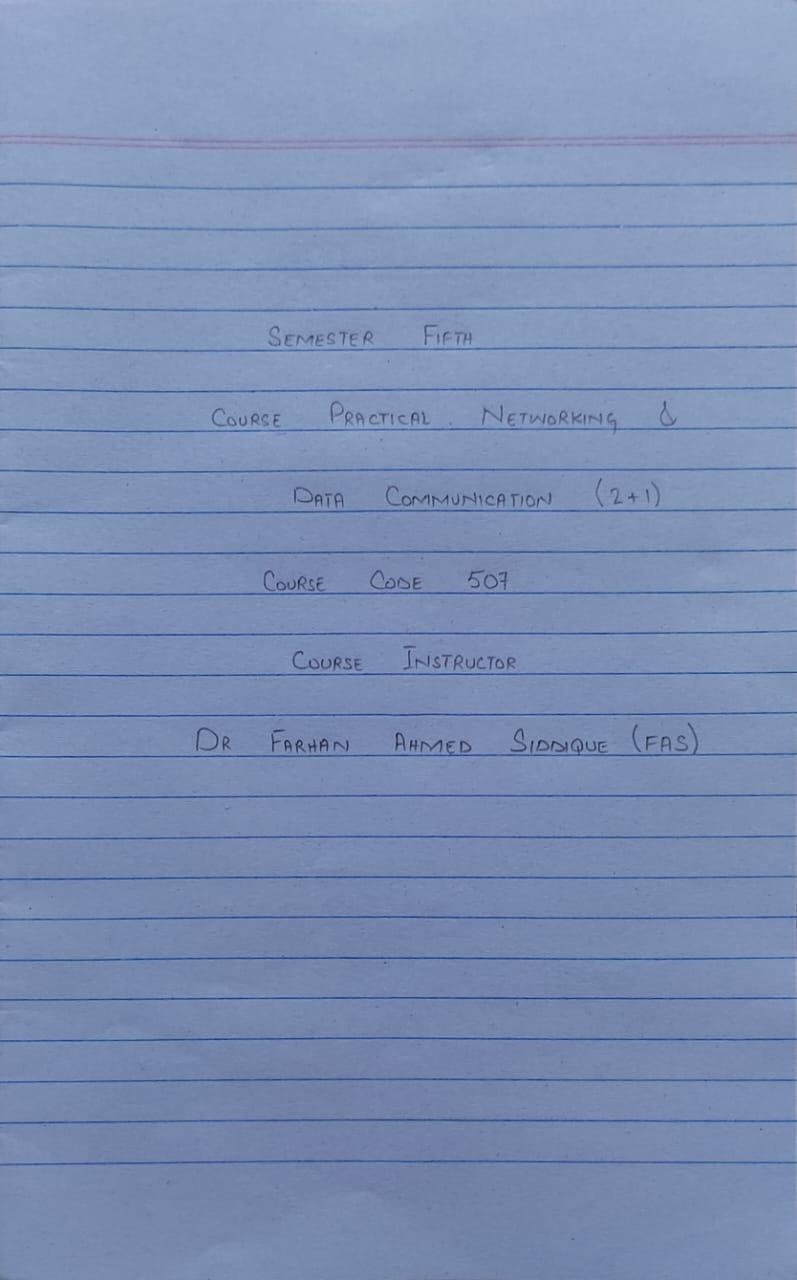 SEMESTER FIFTH
COURSE PRACTICAL. NETWORKING &
DATA COMMUNICATION (2+1)
COURSE CODE 507
COURSE INSTRUCTOR
DR FARHAN AHMED SIDDIQUE (FAS)